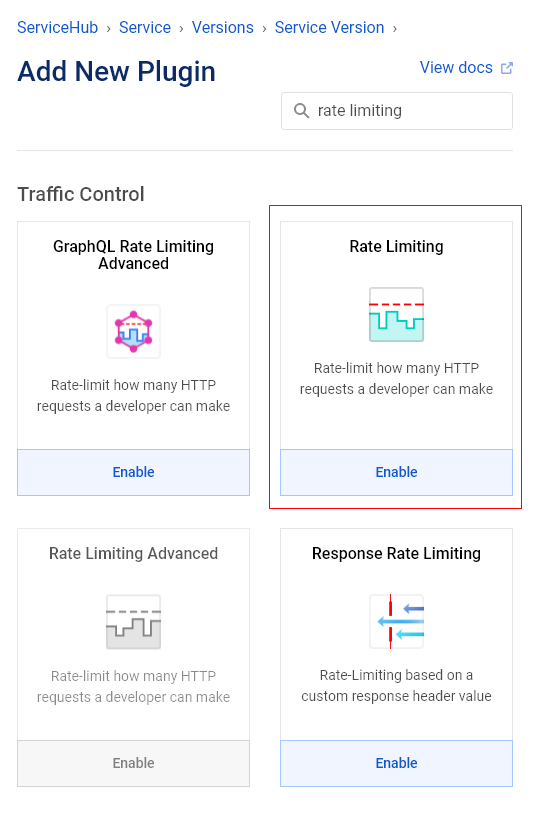 ServiceHub › Service › Versions › Service Version ›
Add New Plugin
View docs
rate limiting
Traffic Control
GraphQL Rate Limiting
Advanced
Rate-limit how many HTTP
requests a developer can make
Enable
Rate Limiting
Rate-limit how many HTTP
requests a developer can make
Enable
Rate Limiting Advanced
Rate-limit how many HTTP
requests a developer can make
Enable
Response Rate Limiting
Rate-Limiting based on a
custom response header value
Enable